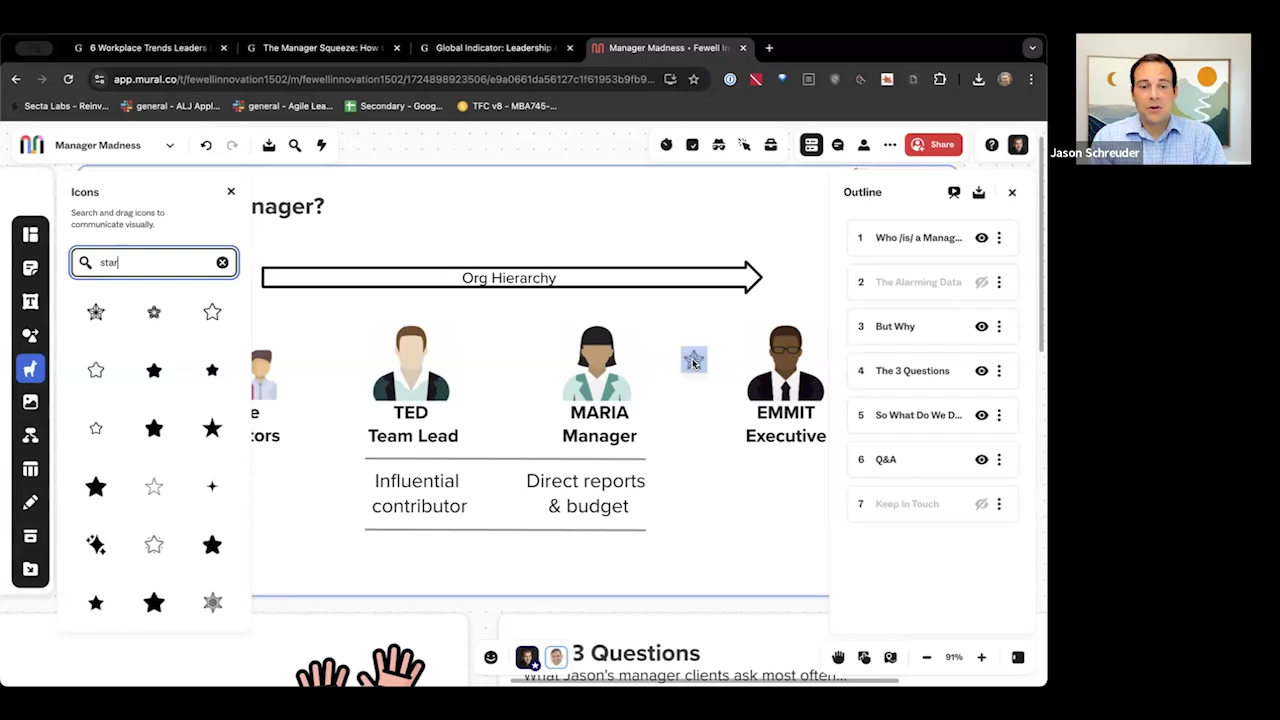 6 Workplace Trends Leaders
The Manager Squeeze: How
Global Indicator: Leadership
Manager Madness • Fewell In
app.mural.co/t/fewellinnovation1502/m/fewellinnovation1502/1724898923506/e9a0661da56127c1f61953b9fb9...
Secta Labs - Reinv...
general - ALJ Appl...
general - Agile Lea...
Secondary - Goog...
TFC v8 - MBA745-...
Manager Madness
Share
Icons
Search and drag icons to
communicate visually.
star
nager?
Org Hierarchy
e
tors
TED
Team Lead
MARIA
Manager
EMMIT
Executive
Influential
contributor
Direct reports
& budget
3 Questions
What Jason's manager clients ask most often...
Outline
1 Who /is/ a Manag...
2 The Alarming Data
3 But Why
4 The 3 Questions
5 So What Do We D...
6 Q&A
7 Keep In Touch
91%
Jason Schreuder